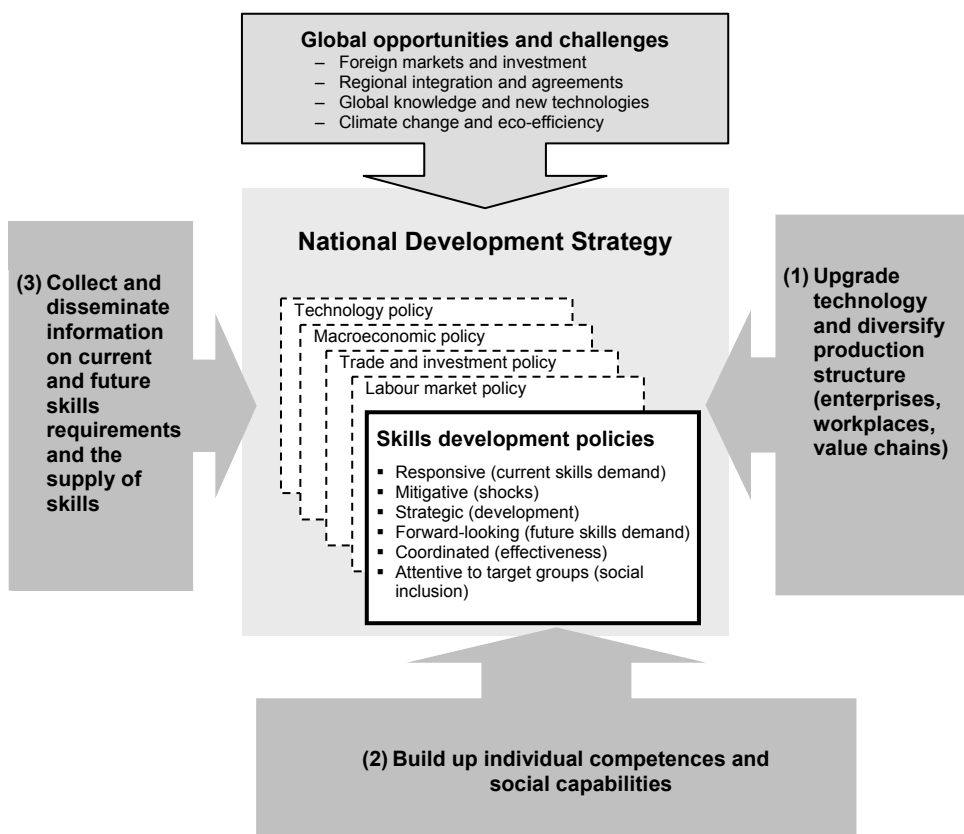 Global opportunities and challenges
– Foreign markets and investment
– Regional integration and agreements
– Global knowledge and new technologies
– Climate change and eco-efficiency
National Development Strategy
(3) Collect and
disseminate
information
on current
and future
skills
requirements
and the
supply of
skills
Technology policy
Macroeconomic policy
Trade and investment policy
Labour market policy
Skills development policies
▪ Responsive (current skills demand)
▪ Mitigative (shocks)
▪ Strategic (development)
▪ Forward-looking (future skills demand)
▪ Coordinated (effectiveness)
▪ Attentive to target groups (social
inclusion)
(1) Upgrade
technology
and diversify
production
structure
(enterprises,
workplaces,
value chains)
(2) Build up individual competences and
social capabilities